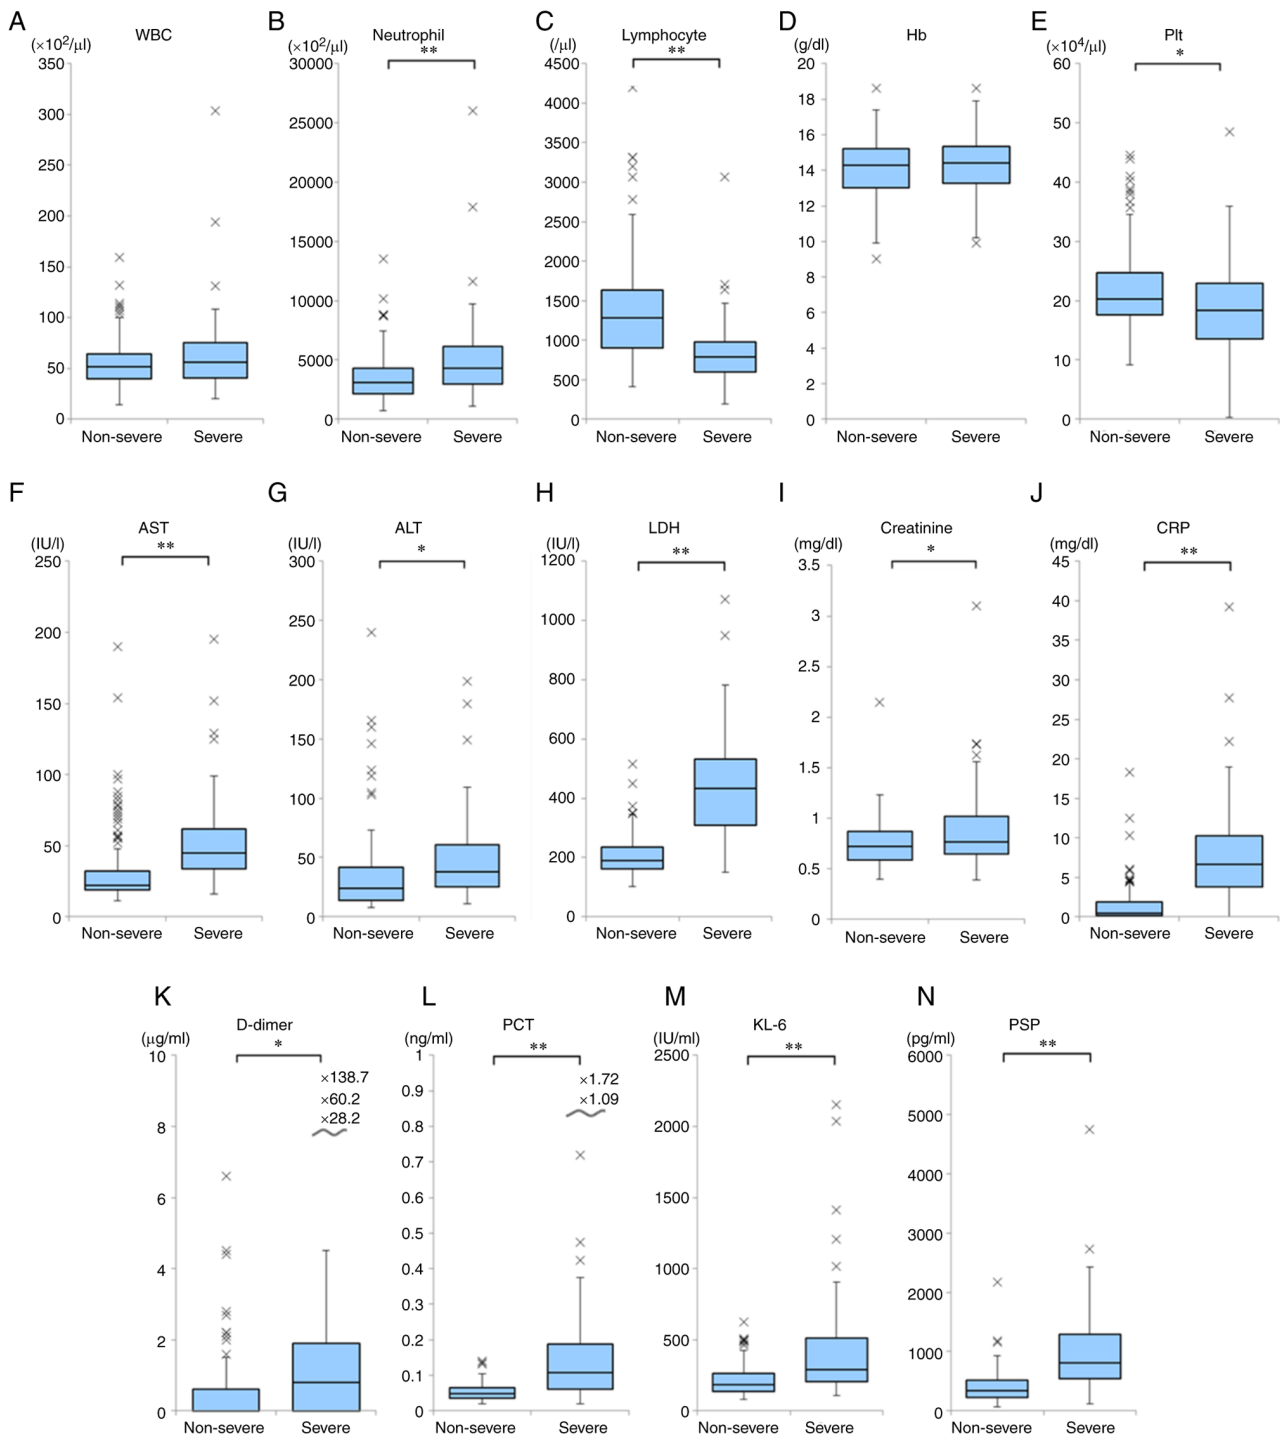 A
WBC
(×10²/μl)
350
300
250
200
150
100
50
0
Non-severe
Severe
B
Neutrophil
(×10²/μl)
**
30000
25000
20000
15000
10000
5000
0
Non-severe
Severe
C
Lymphocyte
(/μl)
**
4500
4000
3500
3000
2500
2000
1500
1000
500
0
Non-severe
Severe
D
Hb
(g/dl)
20
18
16
14
12
10
8
6
4
2
0
Non-severe
Severe
E
Plt
(×10⁴/μl)
*
60
50
40
30
20
10
0
Non-severe
Severe
F
AST
(IU/l)
**
250
200
150
100
50
0
Non-severe
Severe
G
ALT
(IU/l)
*
300
250
200
150
100
50
0
Non-severe
Severe
H
LDH
(IU/l)
**
1200
1000
800
600
400
200
0
Non-severe
Severe
I
Creatinine
(mg/dl)
*
3.5
3
2.5
2
1.5
1
0.5
0
Non-severe
Severe
J
CRP
(mg/dl)
**
45
40
35
30
25
20
15
10
5
0
Non-severe
Severe
K
D-dimer
(μg/ml)
*
10
8
6
4
2
0
×138.7
×60.2
×28.2
Non-severe
Severe
L
PCT
(ng/ml)
**
1
0.9
0.8
0.7
0.6
0.5
0.4
0.3
0.2
0.1
0
×1.72
×1.09
Non-severe
Severe
M
KL-6
(IU/ml)
**
2500
2000
1500
1000
500
0
Non-severe
Severe
N
PSP
(pg/ml)
**
6000
5000
4000
3000
2000
1000
0
Non-severe
Severe